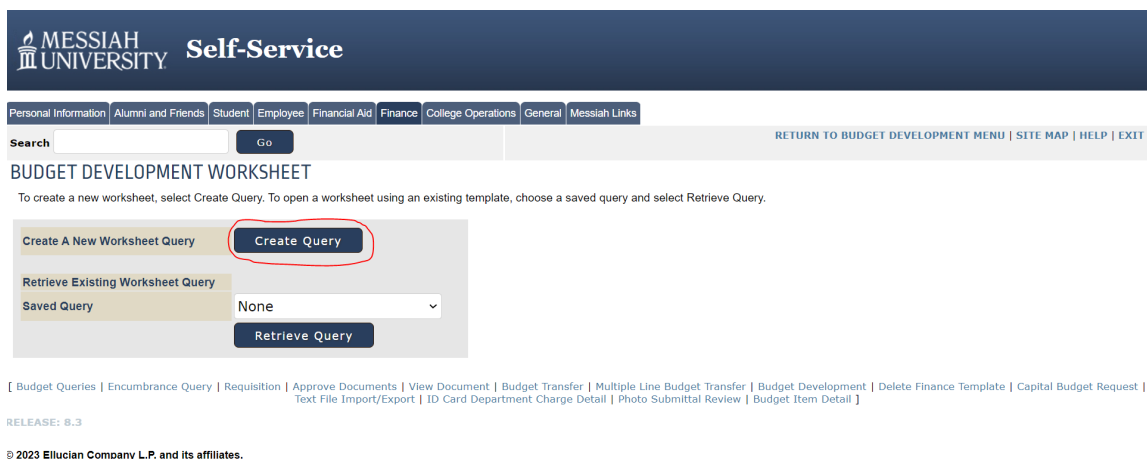 MESSIAH
UNIVERSITY
Self-Service
Personal Information Alumni and Friends Student Employee Financial Aid Finance College Operations General Messiah Links
Search Go RETURN TO BUDGET DEVELOPMENT MENU | SITE MAP | HELP | EXIT
BUDGET DEVELOPMENT WORKSHEET
To create a new worksheet, select Create Query. To open a worksheet using an existing template, choose a saved query and select Retrieve Query.
Create A New Worksheet Query Create Query
Retrieve Existing Worksheet Query
Saved Query None
Retrieve Query
[ Budget Queries | Encumbrance Query | Requisition | Approve Documents | View Document | Budget Transfer | Multiple Line Budget Transfer | Budget Development | Delete Finance Template | Capital Budget Request |
Text File Import/Export | ID Card Department Charge Detail | Photo Submittal Review | Budget Item Detail ]
RELEASE: 8.3
© 2023 Ellucian Company L.P. and its affiliates.